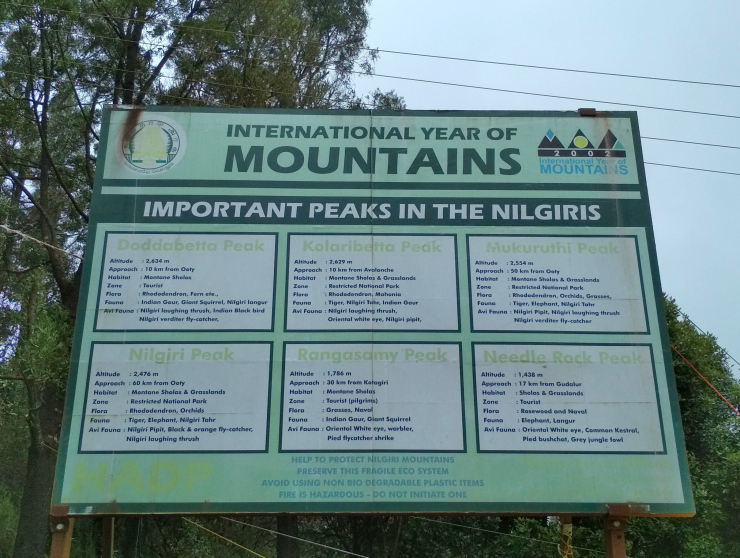 INTERNATIONAL YEAR OF
MOUNTAINS
2002
International Year of
MOUNTAINS
IMPORTANT PEAKS IN THE NILGIRIS
Doddabetta Peak
Altitude : 2,634 m
Approach : 10 km from Ooty
Habitat : Montane Sholas
Zone : Tourist
Flora : Rhododendron, Fern etc.,
Fauna : Indian Gaur, Giant Squirrel, Nilgiri langur
Avi Fauna : Nilgiri laughing thrush, Indian Black bird
Nilgiri verditer fly-catcher,
Kolaribetta Peak
Altitude : 2,629 m
Approach : 10 km from Avalanche
Habitat : Montane Sholas & Grasslands
Zone : Restricted National Park
Flora : Rhododendron, Mahonia
Fauna : Tiger, Nilgiri Tahr, Indian Gaur
Avi Fauna : Nilgiri laughing thrush,
Oriental white eye, Nilgiri pipit,
Mukuruthi Peak
Altitude : 2,554 m
Approach : 50 km from Ooty
Habitat : Montane Sholas & Grasslands
Zone : Restricted National Park
Flora : Rhododendron, Orchids, Grasses,
Fauna : Tiger, Elephant, Nilgiri Tahr
Avi Fauna : Nilgiri Pipit, Nilgiri laughing thrush
Nilgiri verditer fly-catcher,
Nilgiri Peak
Altitude : 2,476 m
Approach : 60 km from Ooty
Habitat : Montane Sholas & Grasslands
Zone : Restricted National Park
Flora : Rhododendron, Orchids
Fauna : Tiger, Elephant, Nilgiri Tahr
Avi Fauna : Nilgiri Pipit, Black & orange fly-catcher,
Nilgiri laughing thrush
Rangasamy Peak
Altitude : 1,786 m
Approach : 30 km from Kotagiri
Habitat : Montane Sholas
Zone : Tourist (pilgrims)
Flora : Grasses, Naval
Fauna : Indian Gaur, Giant Squirrel
Avi Fauna : Oriental White eye, warbler,
Pied flycatcher shrike
Needle Rock Peak
Altitude : 1,438 m
Approach : 17 km from Gudalur
Habitat : Sholas & Grasslands
Zone : Tourist
Flora : Rosewood and Naval
Fauna : Elephant, Langur
Avi Fauna : Oriental White eye, Common Kestral,
Pied bushchat, Grey jungle fowl
HADP
HELP TO PROTECT NILGIRI MOUNTAINS
PRESERVE THIS FRAGILE ECO SYSTEM
AVOID USING NON BIO DEGRADABLE PLASTIC ITEMS
FIRE IS HAZARDOUS - DO NOT INITIATE ONE